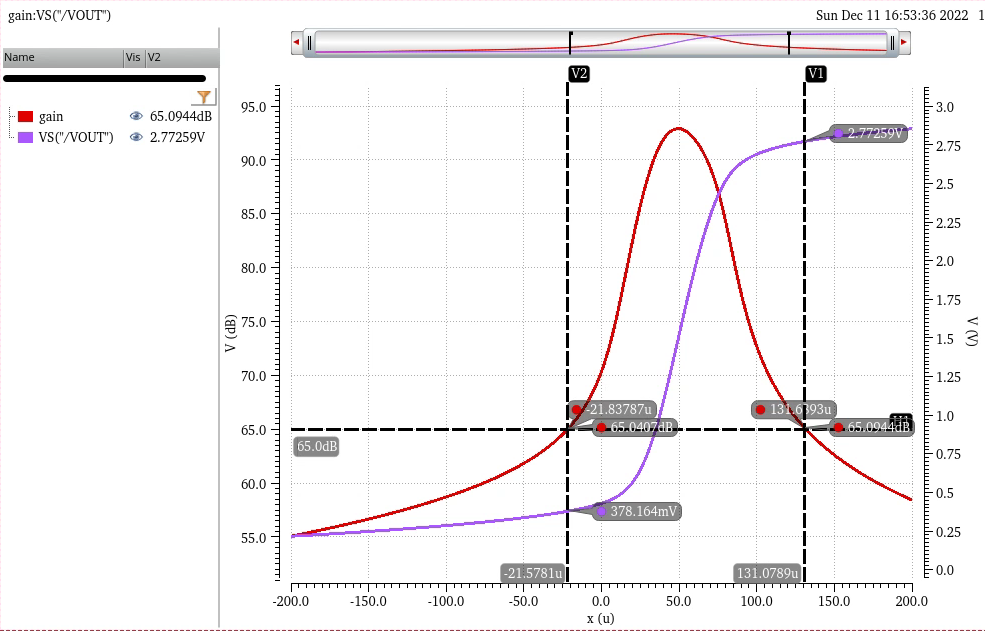 gain:VS("/VOUT")
Sun Dec 11 16:53:36 2022 1
Name Vis V2
gain 65.0944dB
VS("/VOUT") 2.77259V
V2
V1
95.0
90.0
85.0
80.0
75.0
70.0
65.0
60.0
55.0
V (dB)
3.0
2.75
2.5
2.25
2.0
1.75
1.5
1.25
1.0
0.75
0.5
0.25
0.0
V (V)
2.77259V
-21.83787u
65.0407dB
131.6393u
H1
65.0944dB
65.0dB
378.164mV
-21.5781u
131.0789u
-200.0 -150.0 -100.0 -50.0 0.0 50.0 100.0 150.0 200.0
x (u)